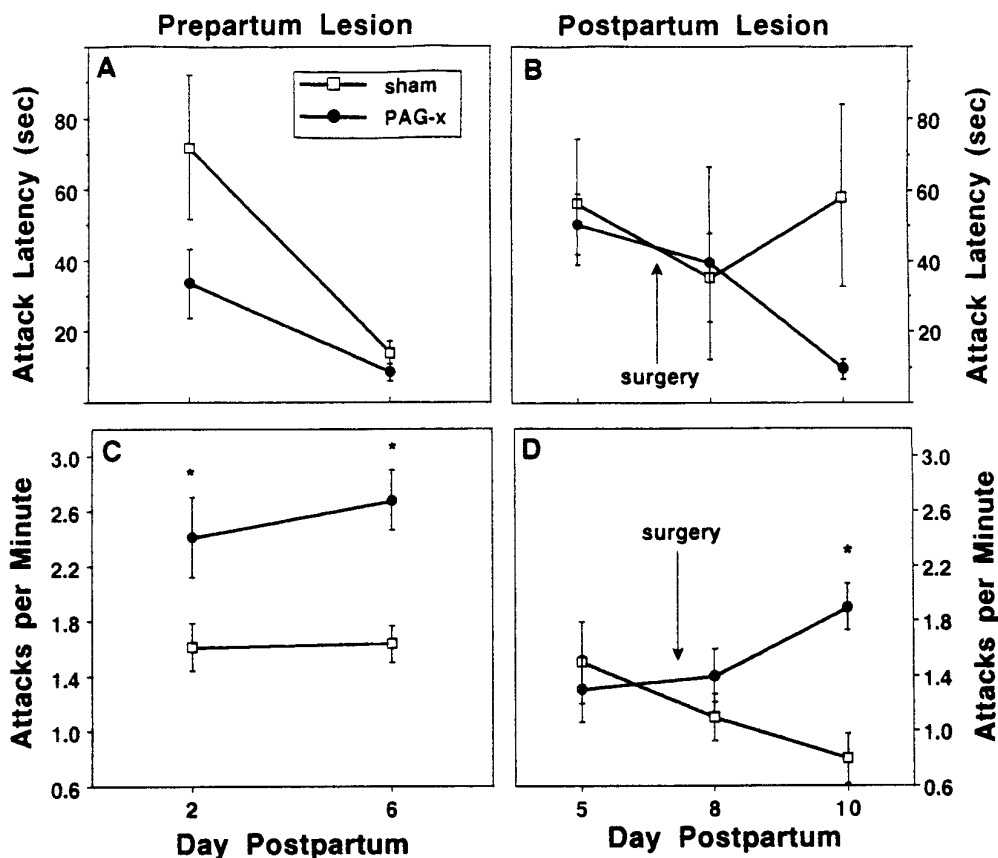 Prepartum Lesion
Postpartum Lesion
A
sham
PAG-x
Attack Latency (sec)
80
60
40
20
B
surgery
80
60
40
20
Attack Latency (sec)
C
*
*
Attacks per Minute
3.0
2.6
2.2
1.8
1.4
1.0
0.6
2
6
Day Postpartum
D
surgery
*
3.0
2.6
2.2
1.8
1.4
1.0
0.6
Attacks per Minute
5
8
10
Day Postpartum